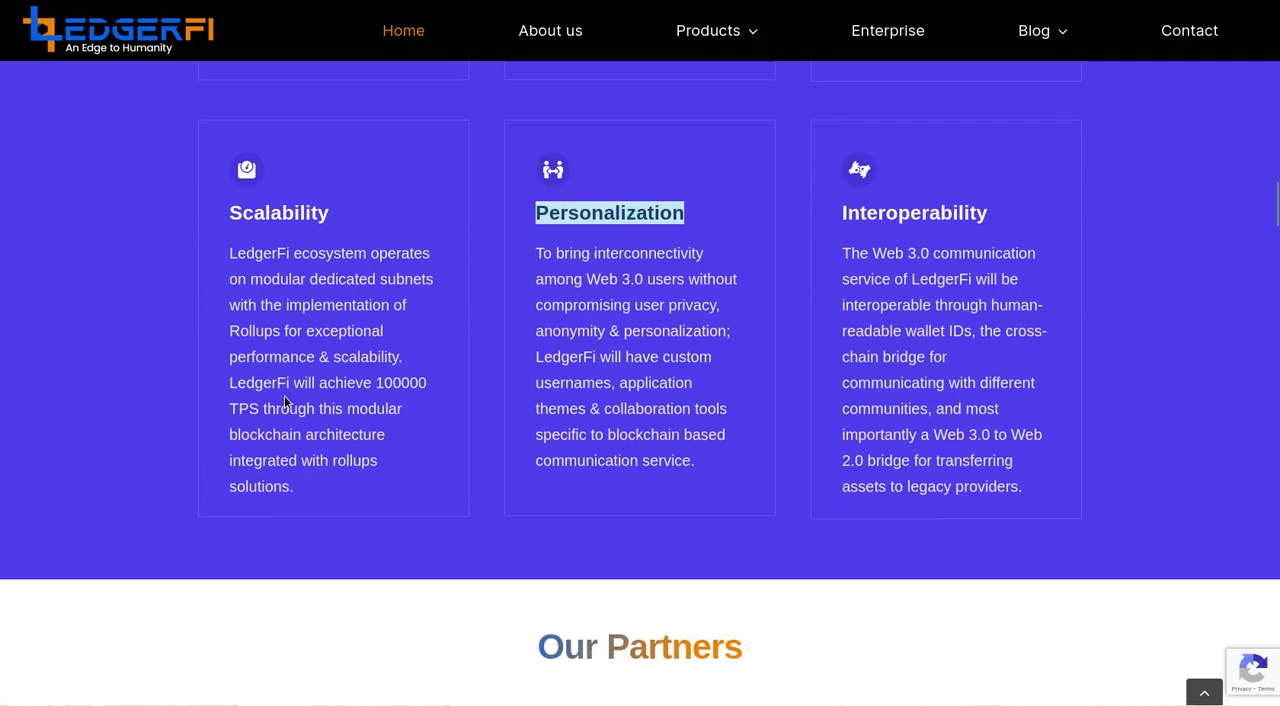 LEDGERFI
An Edge to Humanity
Home
About us
Products
Enterprise
Blog
Contact
Scalability
LedgerFi ecosystem operates
on modular dedicated subnets
with the implementation of
Rollups for exceptional
performance & scalability.
LedgerFi will achieve 100000
TPS through this modular
blockchain architecture
integrated with rollups
solutions.
Personalization
To bring interconnectivity
among Web 3.0 users without
compromising user privacy,
anonymity & personalization;
LedgerFi will have custom
usernames, application
themes & collaboration tools
specific to blockchain based
communication service.
Interoperability
The Web 3.0 communication
service of LedgerFi will be
interoperable through human-
readable wallet IDs, the cross-
chain bridge for
communicating with different
communities, and most
importantly a Web 3.0 to Web
2.0 bridge for transferring
assets to legacy providers.
Our Partners
Privacy - Terms